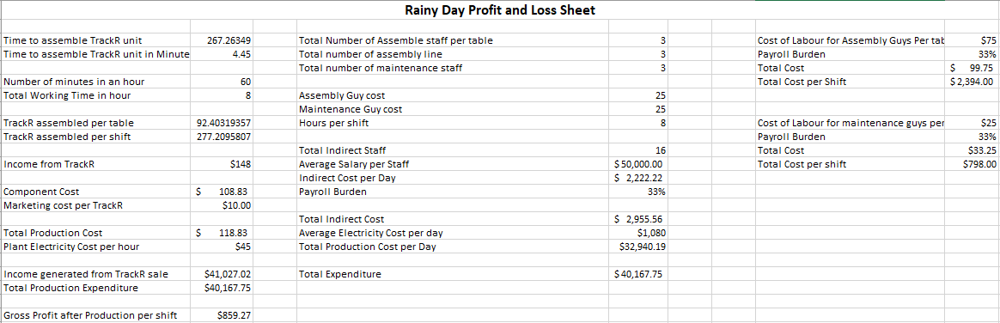 Rainy Day Profit and Loss Sheet
Time to assemble TrackR unit 267.26349 Total Number of Assemble staff per table 3 Cost of Labour for Assembly Guys Per tab $75
Time to assemble TrackR unit in Minute 4.45 Total number of assembly line 3 Payroll Burden 33%
Total number of maintenance staff 3 Total Cost $ 99.75
Number of minutes in an hour 60 Total Cost per Shift $2,394.00
Total Working Time in hour 8 Assembly Guy cost 25
Maintenance Guy cost 25
TrackR assembled per table 92.40319357 Hours per shift 8 Cost of Labour for maintenance guys per $25
TrackR assembled per shift 277.2095807 Payroll Burden 33%
Total Indirect Staff 16 Total Cost $33.25
Income from TrackR $148 Average Salary per Staff $50,000.00 Total Cost per shift $798.00
Indirect Cost per Day $ 2,222.22
Component Cost $ 108.83 Payroll Burden 33%
Marketing cost per TrackR $10.00
Total Indirect Cost $ 2,955.56
Total Production Cost $ 118.83 Average Electricity Cost per day $1,080
Plant Electricity Cost per hour $45 Total Production Cost per Day $32,940.19
Income generated from TrackR sale $41,027.02 Total Expenditure $40,167.75
Total Production Expenditure $40,167.75
Gross Profit after Production per shift $859.27